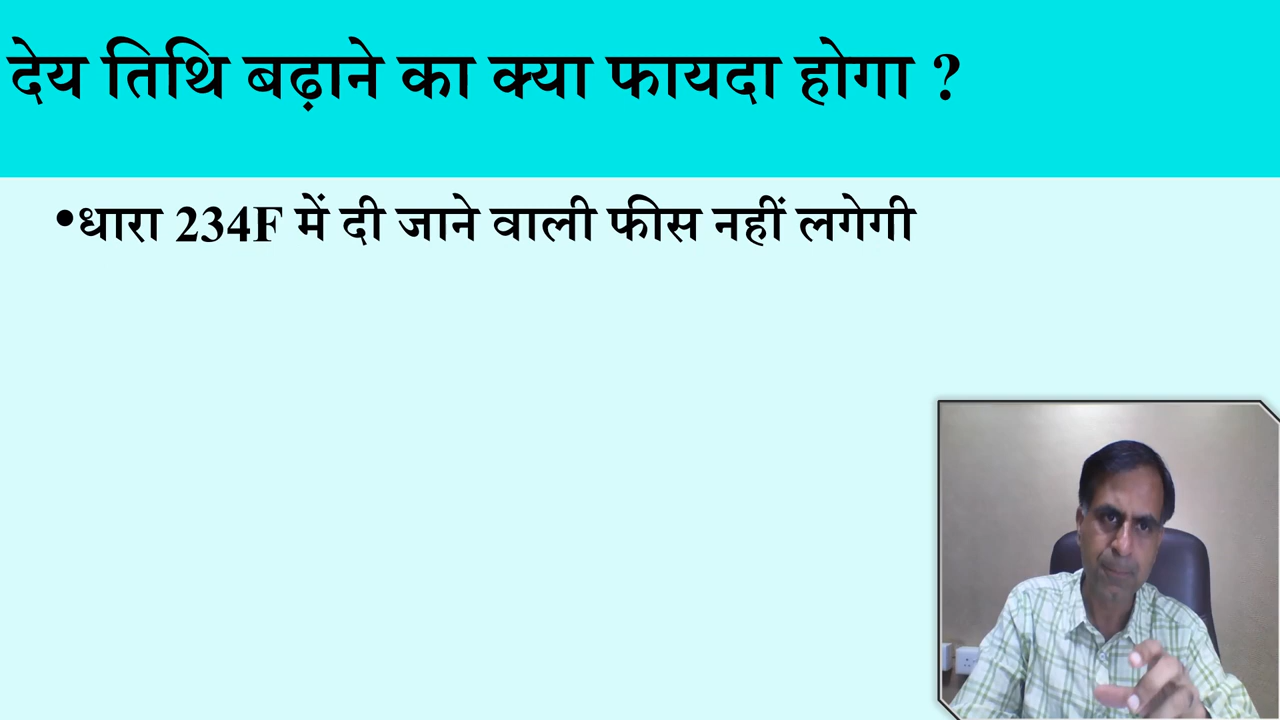 देय तिथि बढ़ाने का क्या फायदा होगा ?
•धारा 234F में दी जाने वाली फीस नहीं लगेगी